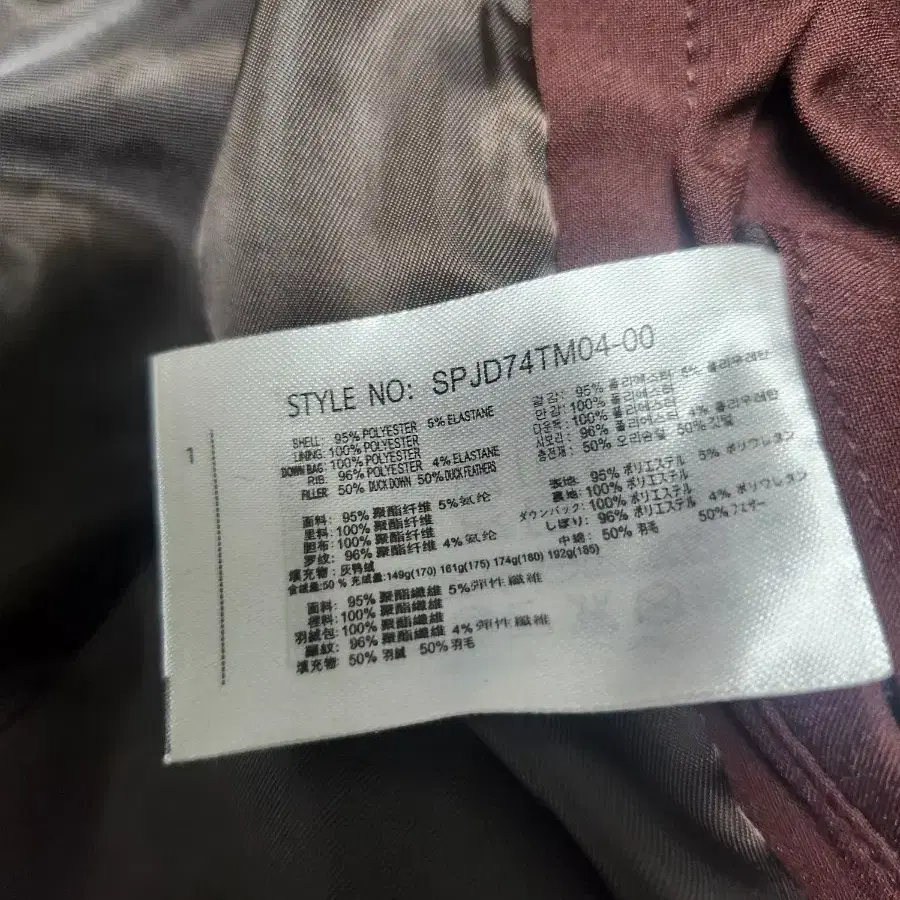 STYLE NO: SPJD74TM04-00
1
SHELL: 95% POLYESTER 5% ELASTANE
LINING: 100% POLYESTER
DOWN BAG: 100% POLYESTER
RIB: 96% POLYESTER 4% ELASTANE
FILLER: 50% DUCK DOWN 50% DUCK FEATHERS
겉감: 95% 폴리에스터 5% 폴리우레탄
안감: 100% 폴리에스터
다운백: 100% 폴리에스터
시보리: 96% 폴리에스터 4% 폴리우레탄
충전재: 50% 오리솜털 50% 깃털
面料: 95% 聚酯纤维 5% 氨纶
里料: 100% 聚酯纤维
胆布: 100% 聚酯纤维
罗纹: 96% 聚酯纤维 4% 氨纶
填充物: 灰鸭绒
含绒量:50 % 充绒量:149g(170) 161g(175) 174g(180) 192g(185)
表地: 95% ポリエステル 5% ポリウレタン
裏地: 100% ポリエステル
ダウンパック: 100% ポリエステル
しぼり: 96% ポリエステル 4% ポリウレタン
中綿: 50% 羽毛 50% フェザー
面料: 95% 聚酯纖維 5% 彈性纖維
裡料: 100% 聚酯纖維
羽絨包: 100% 聚酯纖維
羅紋: 96% 聚酯纖維 4% 彈性纖維
填充物: 50% 羽絨 50% 羽毛